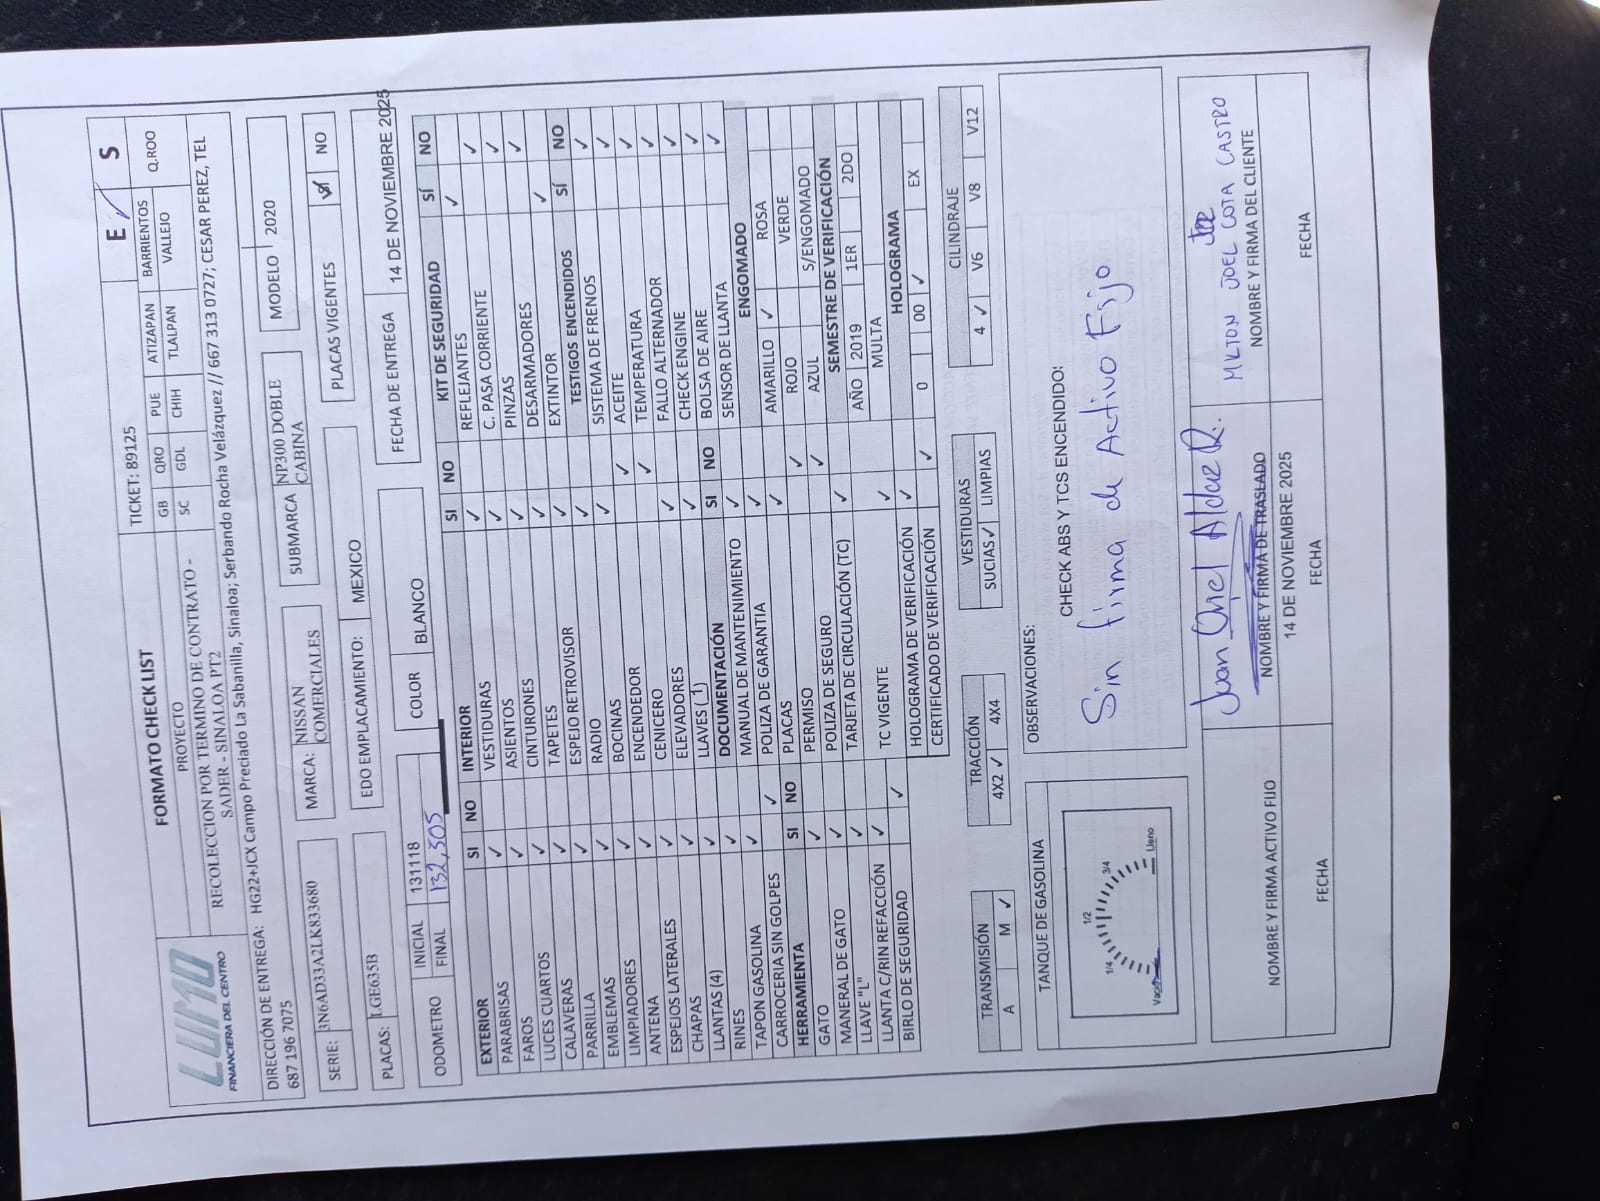 FORMATO CHECK LIST
TICKET: 89125
E ✓ S
LUMO
FINANCIERA DEL CENTRO
PROYECTO
RECOLECCION POR TERMINO DE CONTRATO -
SADER - SINALOA PT2
GB QRO PUE ATIZAPAN BARRIENTOS Q.ROO
SC GDL CHIH TLALPAN VALLEJO
DIRECCIÓN DE ENTREGA: HG22+JCX Campo Preciado La Sabanilla, Sinaloa; Serbando Rocha Velázquez // 667 313 0727; CESAR PEREZ, TEL
687 196 7075
SERIE: 3N6AD33A2LK833680 MARCA: NISSAN COMERCIALES SUBMARCA NP300 DOBLE CABINA MODELO 2020
PLACAS: LGE635B EDO EMPLACAMIENTO: MEXICO PLACAS VIGENTES SÍ ✓ NO
ODOMETRO INICIAL 131118 COLOR BLANCO FECHA DE ENTREGA 14 DE NOVIEMBRE 2025
FINAL 132,305
EXTERIOR SI NO
PARABRISAS ✓
FAROS ✓
LUCES CUARTOS ✓
CALAVERAS ✓
PARRILLA ✓
EMBLEMAS ✓
LIMPIADORES ✓
ANTENA ✓
ESPEJOS LATERALES ✓
CHAPAS ✓
LLANTAS (4) ✓
RINES ✓
TAPON GASOLINA ✓
CARROCERIA SIN GOLPES ✓
HERRAMIENTA SI NO
GATO ✓
MANERAL DE GATO ✓
LLAVE "L" ✓
LLANTA C/RIN REFACCIÓN ✓
BIRLO DE SEGURIDAD ✓
INTERIOR SI NO
VESTIDURAS ✓
ASIENTOS ✓
CINTURONES ✓
TAPETES ✓
ESPEJO RETROVISOR ✓
RADIO ✓
BOCINAS ✓
ENCENDEDOR ✓
CENICERO ✓
ELEVADORES ✓
LLAVES ( 1 ) ✓
DOCUMENTACIÓN SI NO
MANUAL DE MANTENIMIENTO ✓
POLIZA DE GARANTIA ✓
PLACAS ✓
PERMISO ✓
POLIZA DE SEGURO ✓
TARJETA DE CIRCULACIÓN (TC) ✓
TC VIGENTE ✓
HOLOGRAMA DE VERIFICACIÓN ✓
CERTIFICADO DE VERIFICACIÓN ✓
KIT DE SEGURIDAD SÍ NO
REFLEJANTES ✓
C. PASA CORRIENTE ✓
PINZAS ✓
DESARMADORES ✓
EXTINTOR ✓
TESTIGOS ENCENDIDOS SÍ NO
SISTEMA DE FRENOS ✓
ACEITE ✓
TEMPERATURA ✓
FALLO ALTERNADOR ✓
CHECK ENGINE ✓
BOLSA DE AIRE ✓
SENSOR DE LLANTA ✓
ENGOMADO
AMARILLO ✓ ROSA
ROJO VERDE
AZUL S/ENGOMADO
SEMESTRE DE VERIFICACIÓN
AÑO 2019 1ER 2DO
MULTA
HOLOGRAMA
0 00 ✓ EX
TRANSMISIÓN TRACCIÓN VESTIDURAS CILINDRAJE
A M ✓ 4X2 ✓ 4X4 SUCIAS ✓ LIMPIAS 4 ✓ V6 V8 V12
TANQUE DE GASOLINA
Vacío 1/4 1/2 3/4 Lleno
OBSERVACIONES:
CHECK ABS Y TCS ENCENDIDO:
Sin firma de Activo Fijo
NOMBRE Y FIRMA ACTIVO FIJO
FECHA
Juan
NOMBRE Y FIRMA DE TRASLADO
14 DE NOVIEMBRE 2025
FECHA
MILTON JOEL COTA CASTRO
NOMBRE Y FIRMA DEL CLIENTE
FECHA